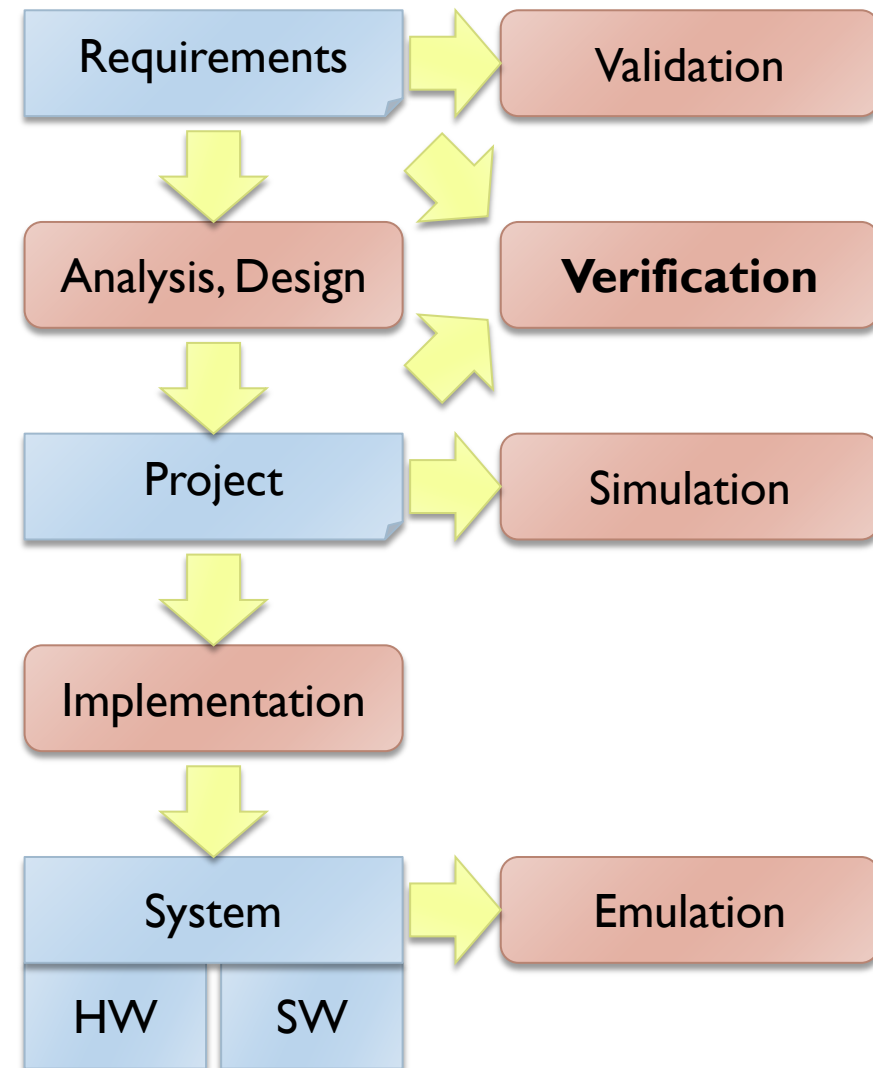 Requirements
Validation
Analysis, Design
Verification
Project
Simulation
Implementation
System
Emulation
HW
SW